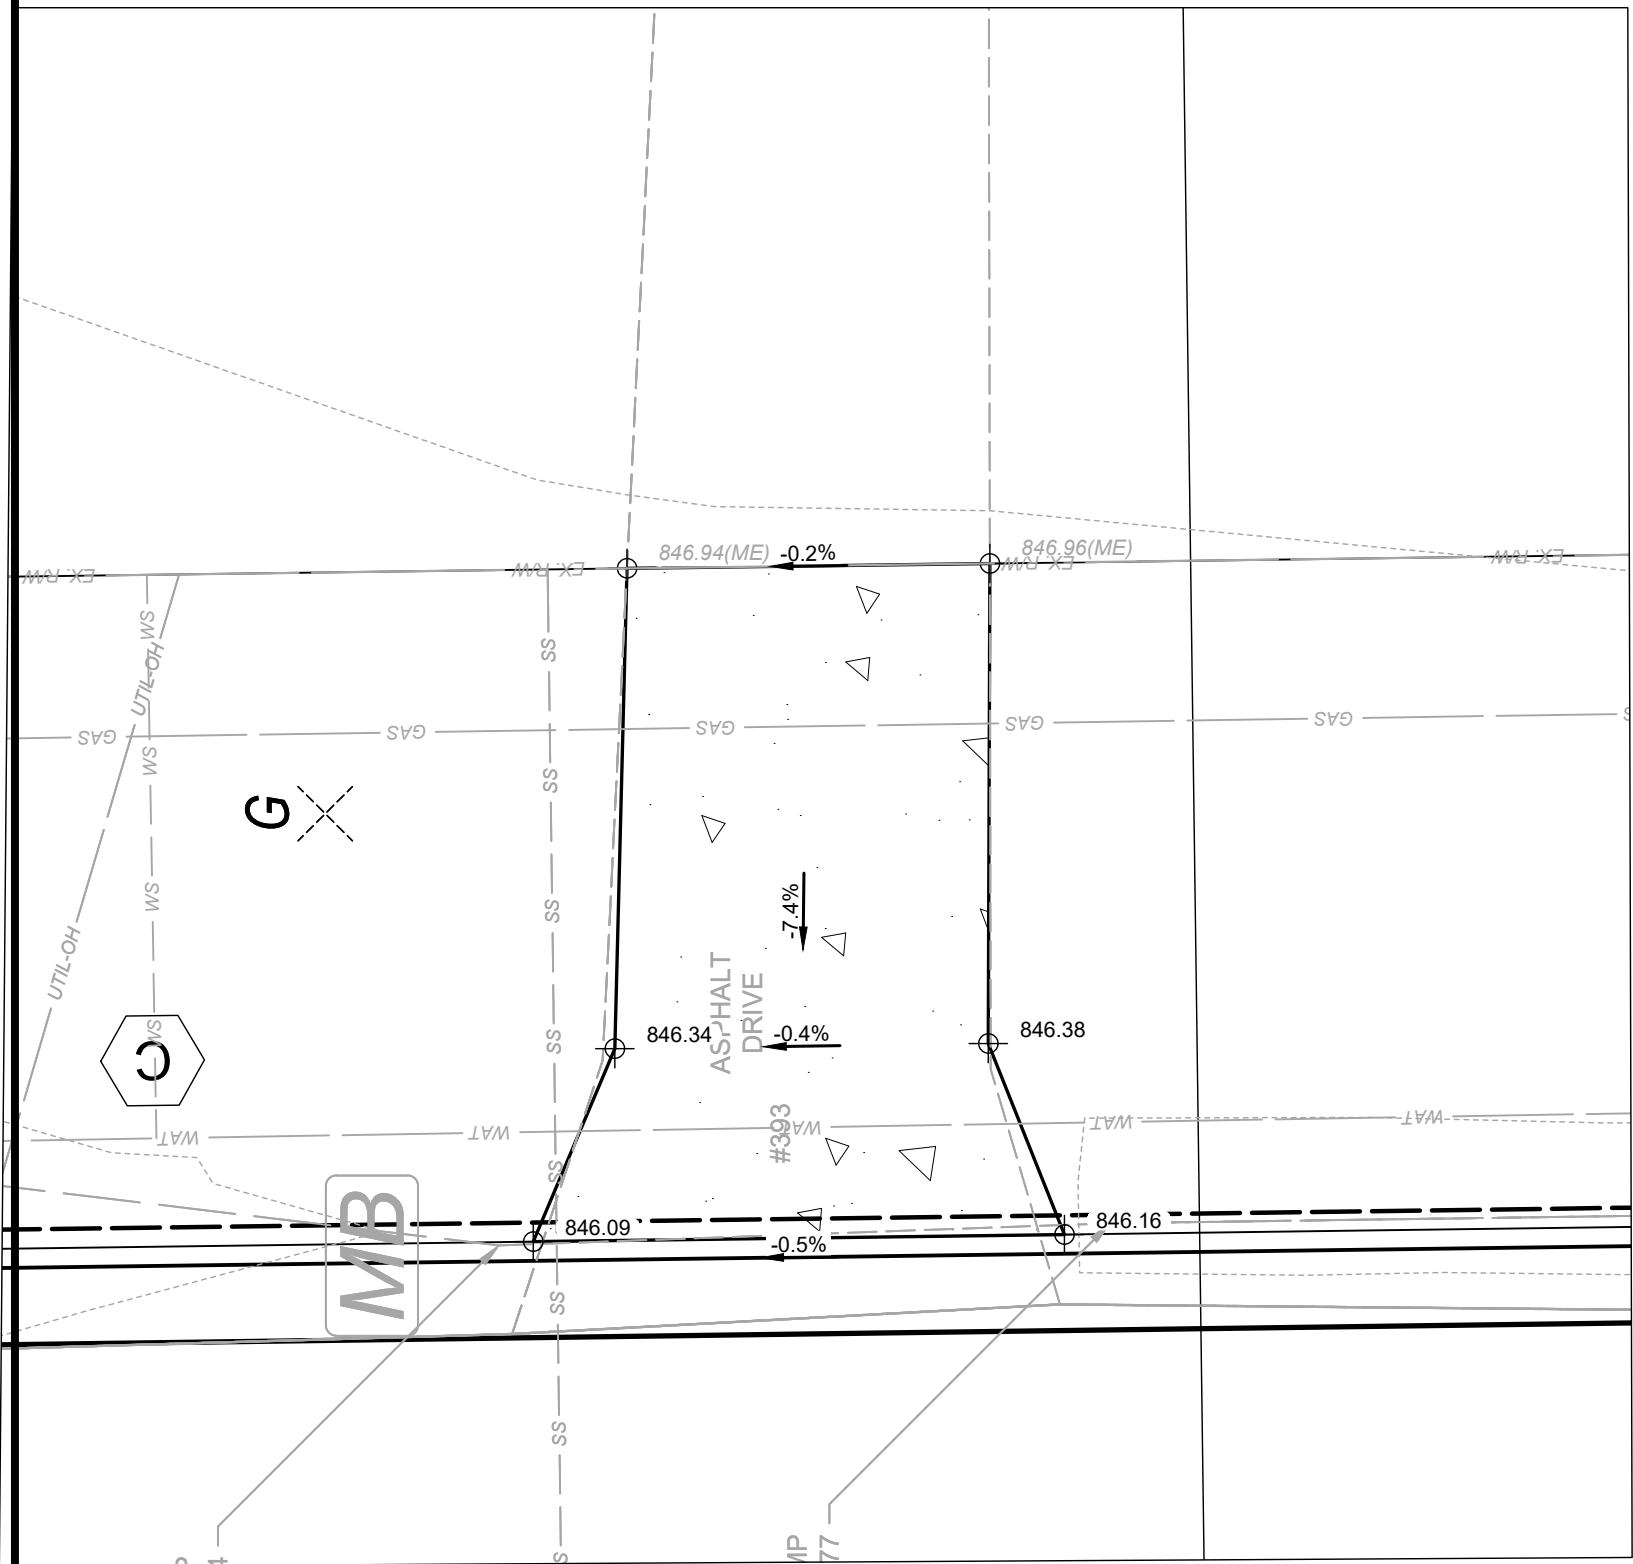 846.94(ME)
-0.2%
846.96(ME)
EX. R/W
EX. R/W
EX. R/W
EX. R/W
SS
WS
UTIL-OH
GAS
GAS
GAS
GAS
GAS
WS
SS
G
WS
SS
-7.4%
UTIL-OH
ASPHALT
DRIVE
846.34
-0.4%
846.38
SS
WS
C
WAT
WAT
WAT
WAT
WAT
#393
SS
MB
846.09
846.16
-0.5%
SS
SS
77